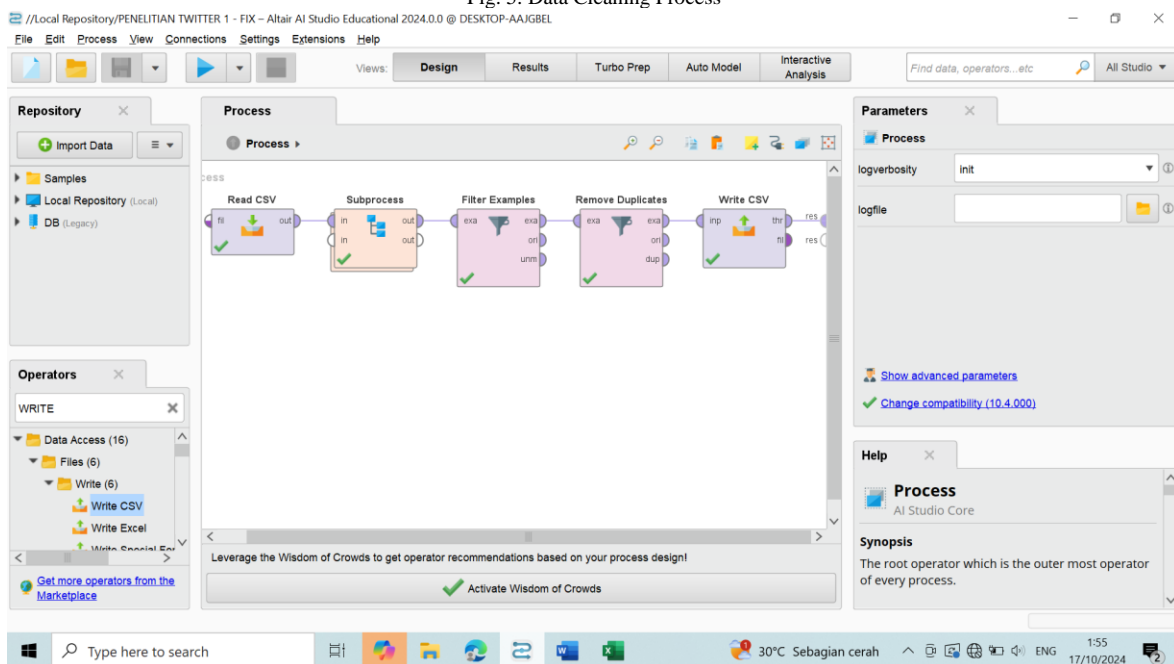 Fig. 3. Data Cleaning Process
//Local Repository/PENELITIAN TWITTER 1 - FIX – Altair AI Studio Educational 2024.0.0 @ DESKTOP-AAJGBEL
File Edit Process View Connections Settings Extensions Help
Views: Design Results Turbo Prep Auto Model Interactive Analysis Find data, operators...etc All Studio
Repository
Import Data
Samples
Local Repository (Local)
DB (Legacy)
Operators
WRITE
Data Access (16)
Files (6)
Write (6)
Write CSV
Write Excel
Get more operators from the
Marketplace
Process
Process
Read CSV Subprocess Filter Examples Remove Duplicates Write CSV
fil out in out exa exa exa exa inp thr res
in out ori ori fil res
unm dup
Leverage the Wisdom of Crowds to get operator recommendations based on your process design!
Activate Wisdom of Crowds
Parameters
Process
logverbosity init
logfile
Show advanced parameters
Change compatibility (10.4.000)
Help
Process
AI Studio Core
Synopsis
The root operator which is the outer most operator
of every process.
Type here to search 30°C Sebagian cerah ENG 1:55
17/10/2024